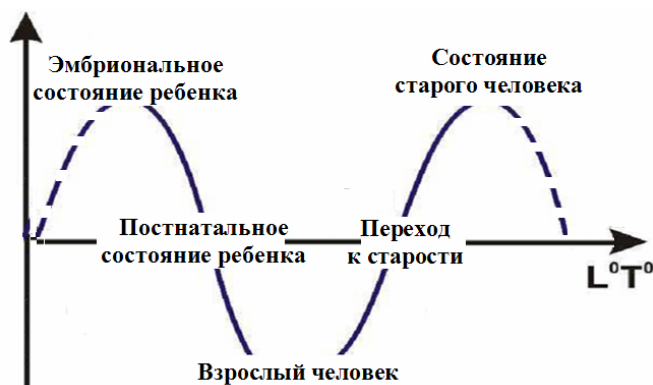 Эмбриональное
состояние ребенка
Состояние
старого человека
Постнатальное
состояние ребенка
Переход
к старости
L⁰T⁰
Взрослый человек